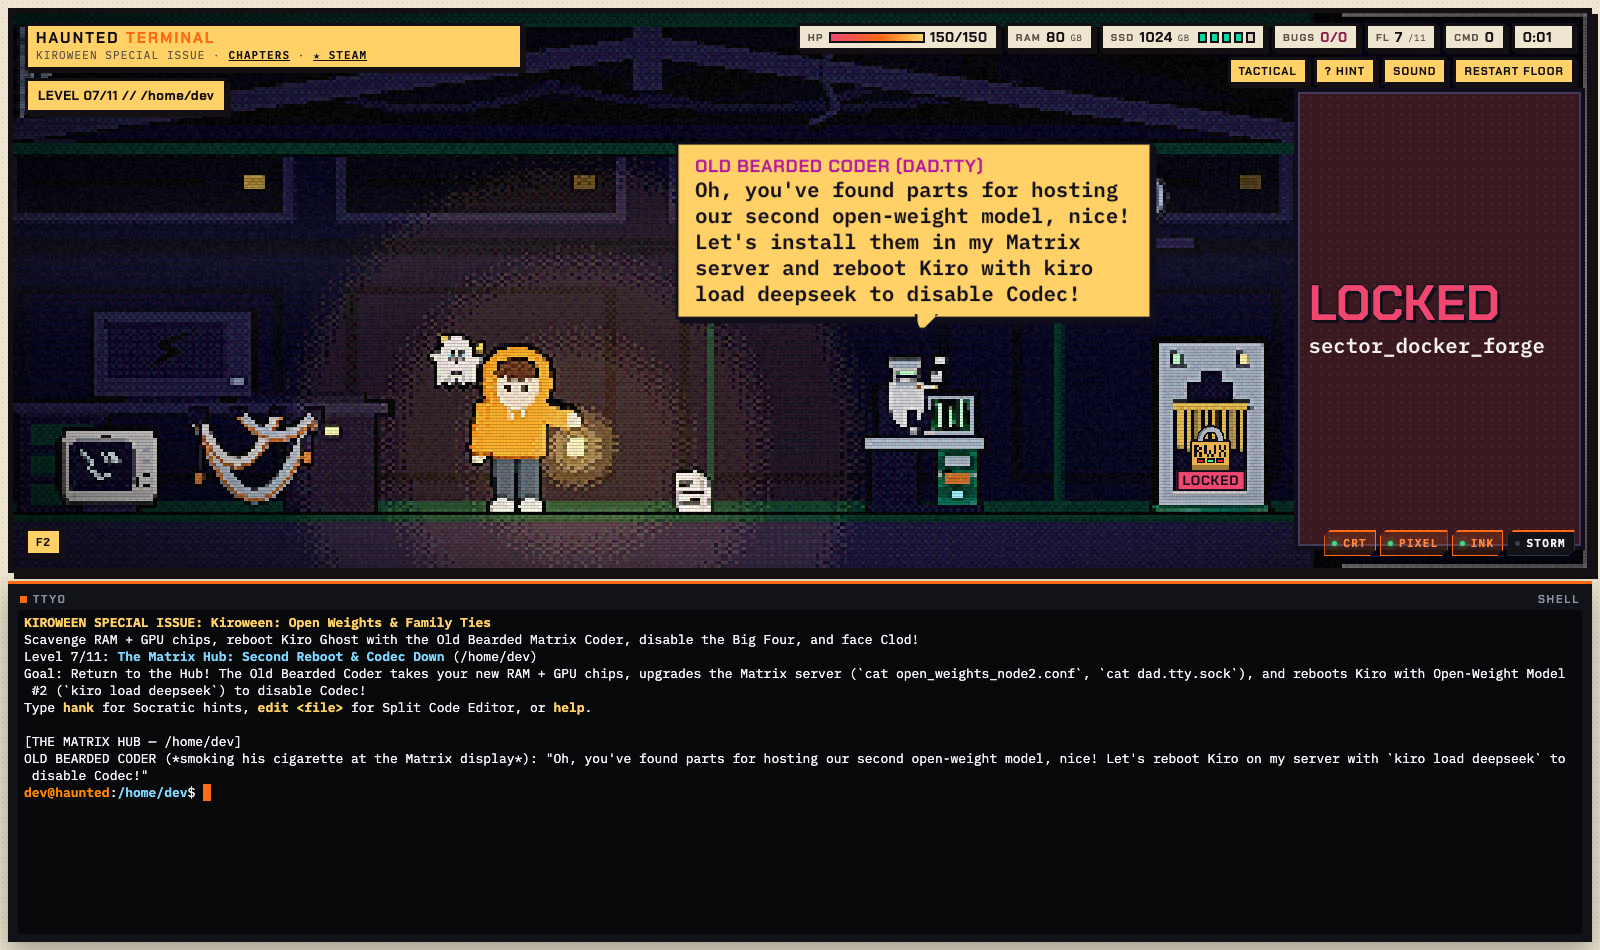 HAUNTED TERMINAL
KIROWEEN SPECIAL ISSUE · CHAPTERS · ★ STEAM
LEVEL 07/11 // /home/dev
HP 150/150
RAM 80 GB
SSD 1024 GB
BUGS 0/0
FL 7 /11
CMD 0
0:01
TACTICAL
? HINT
SOUND
RESTART FLOOR
OLD BEARDED CODER (DAD.TTY)
Oh, you've found parts for hosting
our second open-weight model, nice!
Let's install them in my Matrix
server and reboot Kiro with kiro
load deepseek to disable Codec!
LOCKED
sector_docker_forge
RWX
LOCKED
F2
CRT
PIXEL
INK
STORM
TTY0
SHELL
KIROWEEN SPECIAL ISSUE: Kiroween: Open Weights & Family Ties
Scavenge RAM + GPU chips, reboot Kiro Ghost with the Old Bearded Matrix Coder, disable the Big Four, and face Clod!
Level 7/11: The Matrix Hub: Second Reboot & Codec Down (/home/dev)
Goal: Return to the Hub! The Old Bearded Coder takes your new RAM + GPU chips, upgrades the Matrix server (`cat open_weights_node2.conf`, `cat dad.tty.sock`), and reboots Kiro with Open-Weight Model
#2 (`kiro load deepseek`) to disable Codec!
Type hank for Socratic hints, edit <file> for Split Code Editor, or help.
[THE MATRIX HUB — /home/dev]
OLD BEARDED CODER (*smoking his cigarette at the Matrix display*): "Oh, you've found parts for hosting our second open-weight model, nice! Let's reboot Kiro on my server with `kiro load deepseek` to
disable Codec!"
dev@haunted:/home/dev$